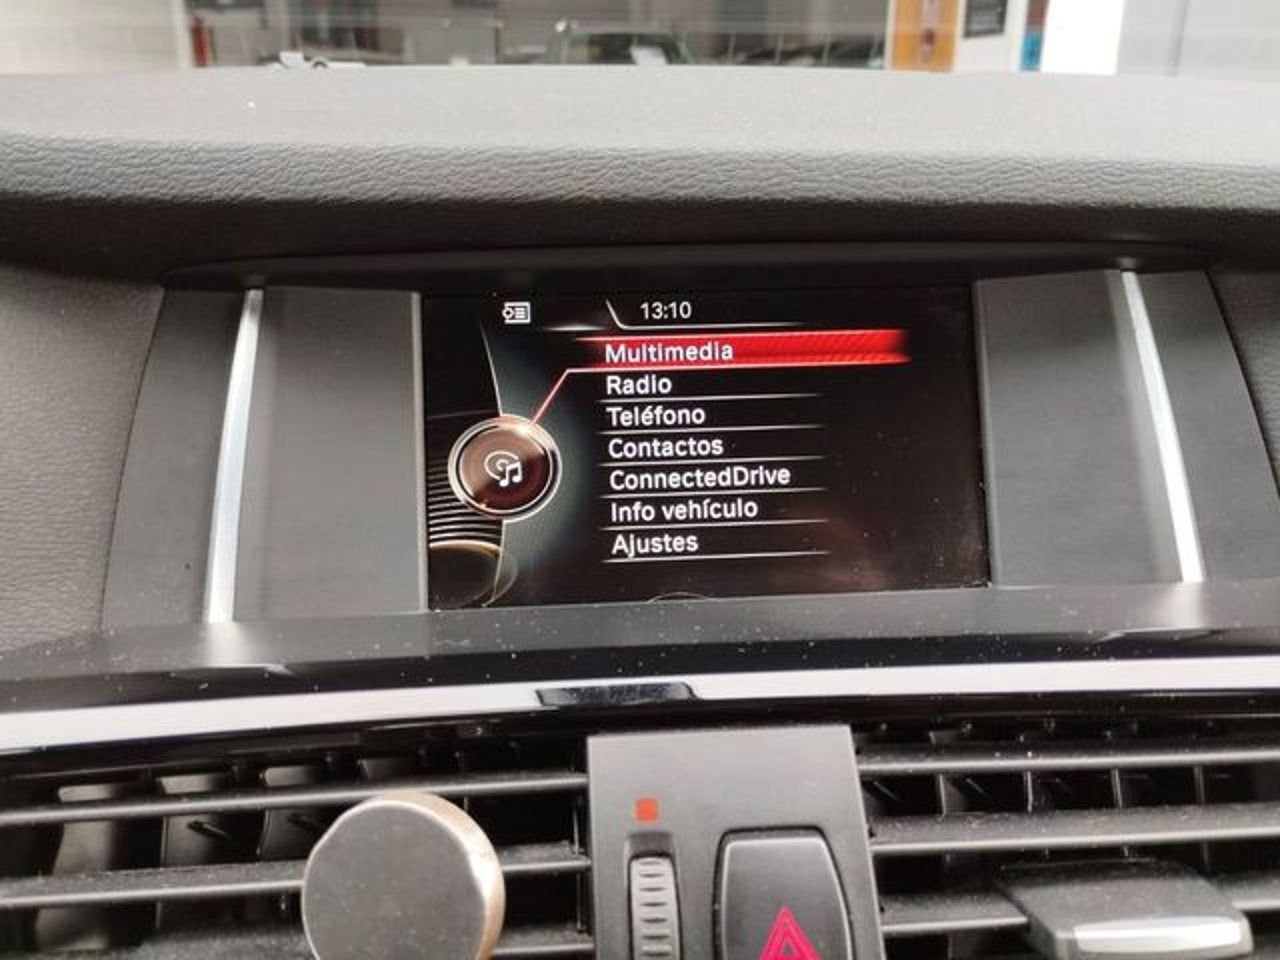 13:10
Multimedia
Radio
Teléfono
Contactos
ConnectedDrive
Info vehículo
Ajustes